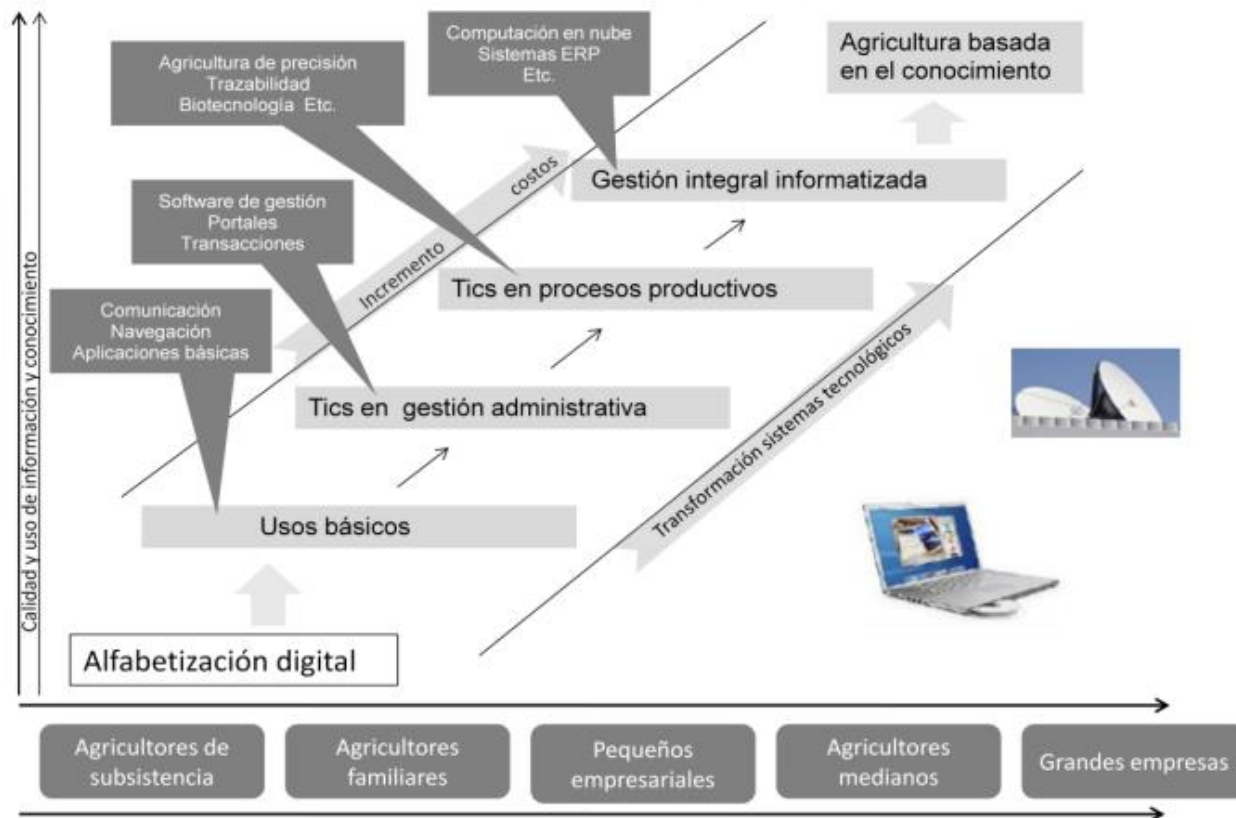 Computación en nube
Sistemas ERP
Etc.
Agricultura basada
en el conocimiento
Agricultura de precisión
Trazabilidad
Biotecnología Etc.
Incremento costos
Gestión integral informatizada
Software de gestión
Portales
Transacciones
Tics en procesos productivos
Comunicación
Navegación
Aplicaciones básicas
Tics en gestión administrativa
Transformación sistemas tecnológicos
Usos básicos
Calidad y uso de información y conocimiento
Alfabetización digital
Agricultores de
subsistencia
Agricultores
familiares
Pequeños
empresariales
Agricultores
medianos
Grandes empresas